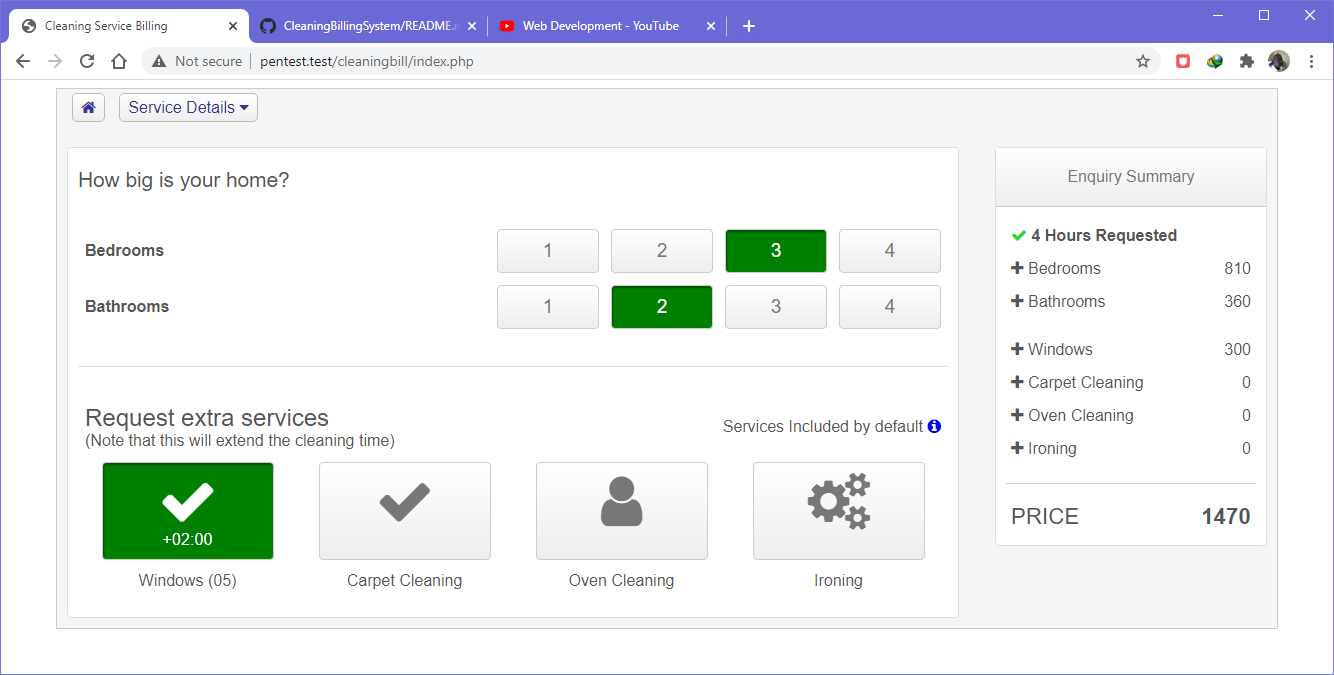 Cleaning Service Billing
CleaningBillingSystem/README.
Web Development - YouTube
Not secure
pentest.test/cleaningbill/index.php
Service Details
How big is your home?
Bedrooms 1 2 3 4
Bathrooms 1 2 3 4
Request extra services
(Note that this will extend the cleaning time)
Services Included by default
+02:00
Windows (05)
Carpet Cleaning
Oven Cleaning
Ironing
Enquiry Summary
4 Hours Requested
Bedrooms 810
Bathrooms 360
Windows 300
Carpet Cleaning 0
Oven Cleaning 0
Ironing 0
PRICE 1470